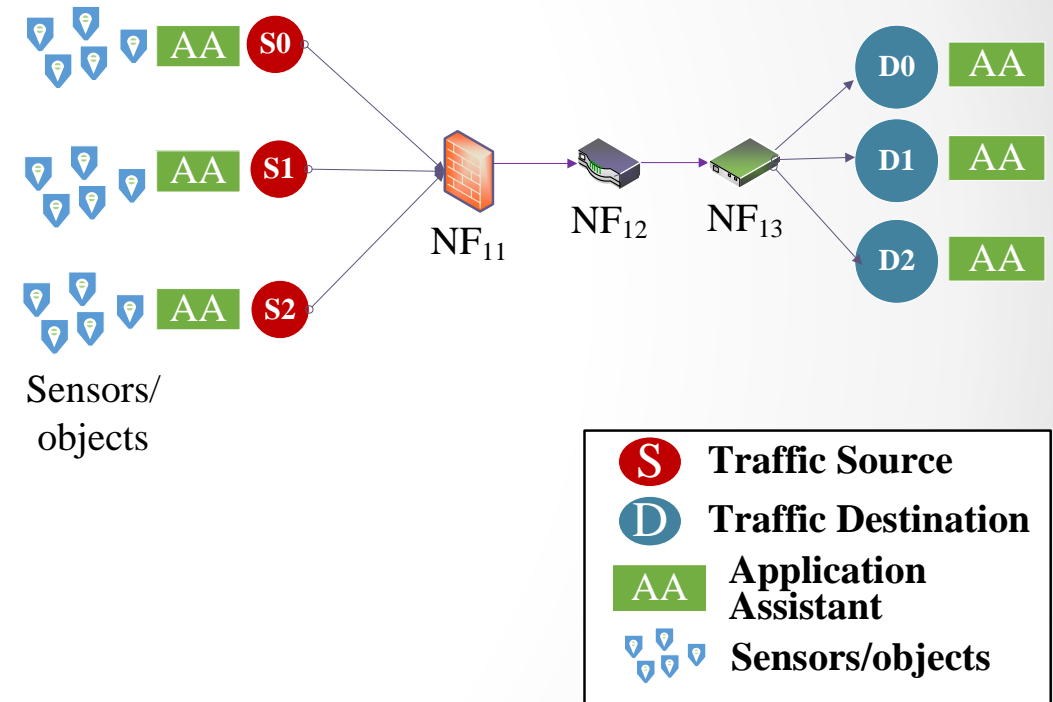 AA S0
AA S1
AA S2
Sensors/
objects
NF₁₁
NF₁₂
NF₁₃
D0 AA
D1 AA
D2 AA
S Traffic Source
D Traffic Destination
AA Application
Assistant
Sensors/objects